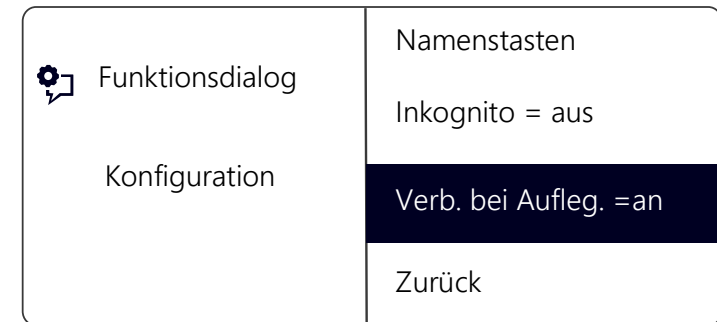 Funktionsdialog
Konfiguration
Namenstasten
Inkognito = aus
Verb. bei Aufleg. =an
Zurück